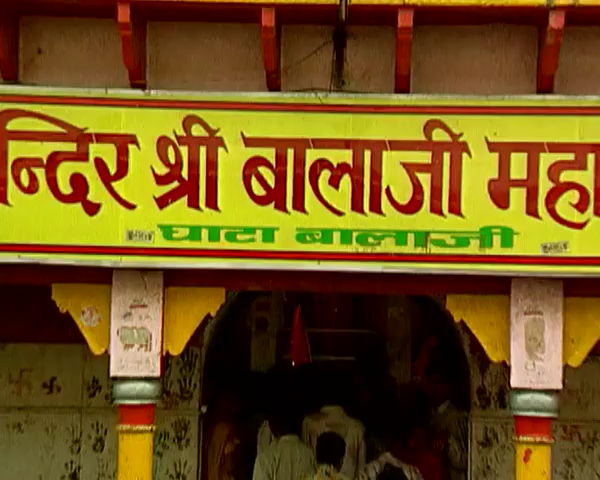 न्दिर श्री बालाजी महा
घाटा बालाजी